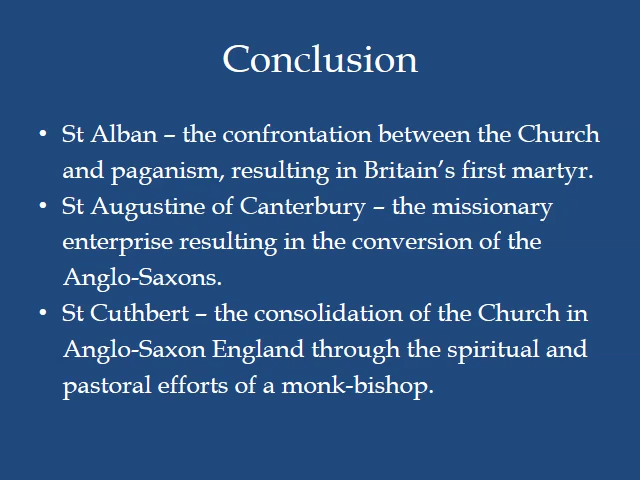 Conclusion
• St Alban – the confrontation between the Church
and paganism, resulting in Britain’s first martyr.
• St Augustine of Canterbury – the missionary
enterprise resulting in the conversion of the
Anglo-Saxons.
• St Cuthbert – the consolidation of the Church in
Anglo-Saxon England through the spiritual and
pastoral efforts of a monk-bishop.